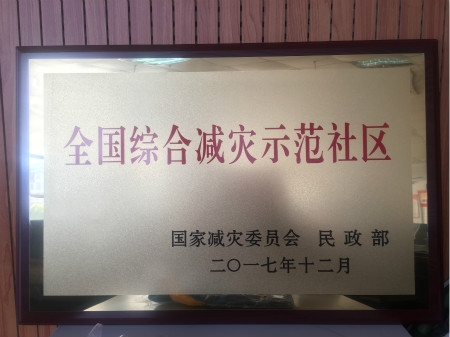 全国综合减灾示范社区
国家减灾委员会 民政部
二〇一七年十二月